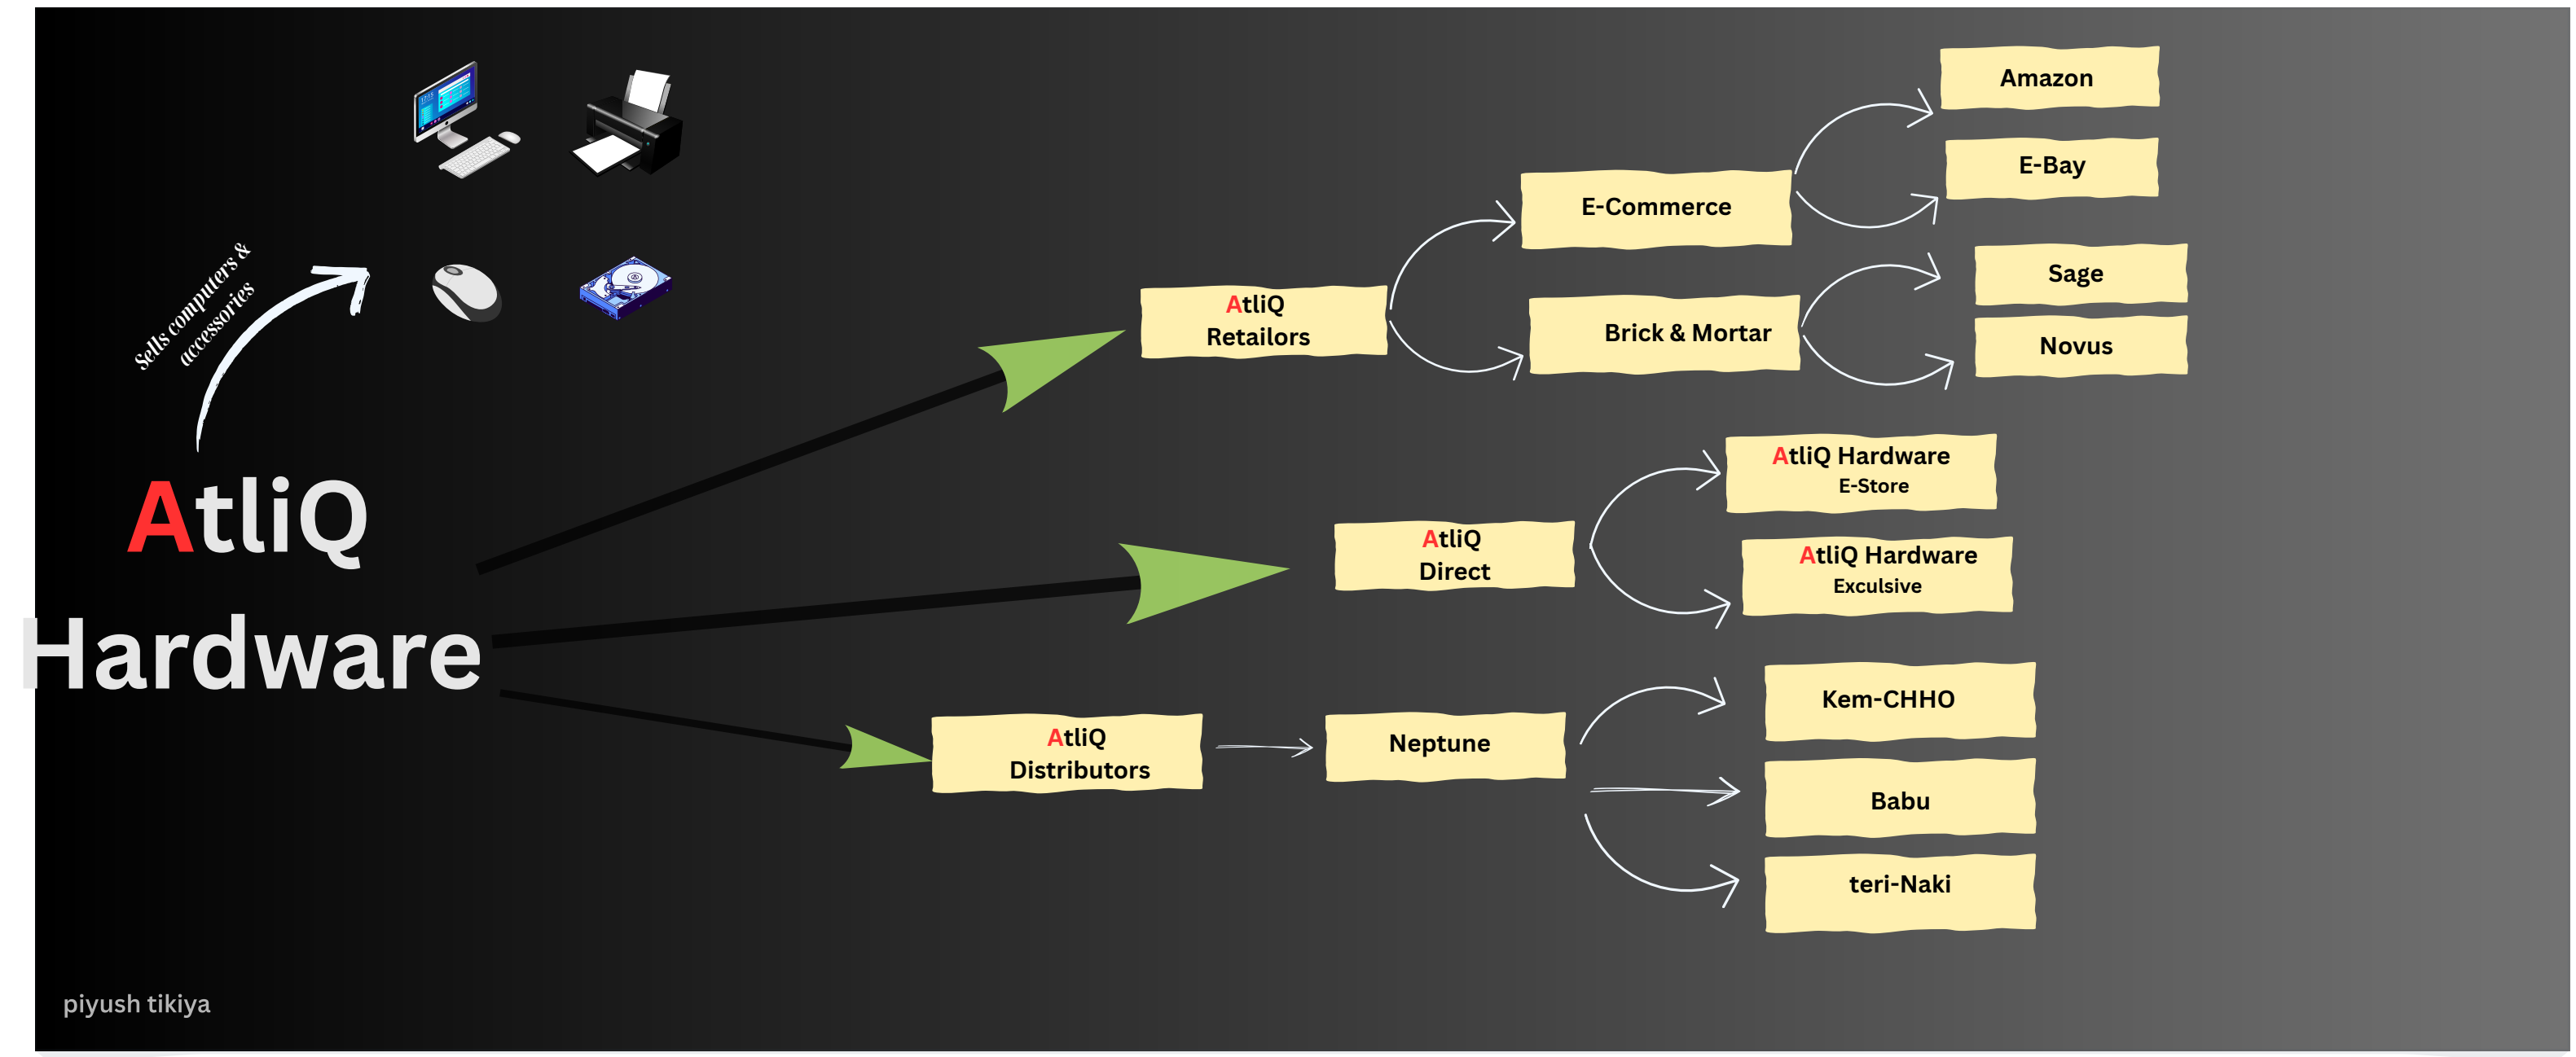 Sells computers &
accessories
AtliQ
Hardware
AtliQ
Retailors
E-Commerce
Amazon
E-Bay
Brick & Mortar
Sage
Novus
AtliQ
Direct
AtliQ Hardware
E-Store
AtliQ Hardware
Exculsive
AtliQ
Distributors
Neptune
Kem-CHHO
Babu
teri-Naki
piyush tikiya